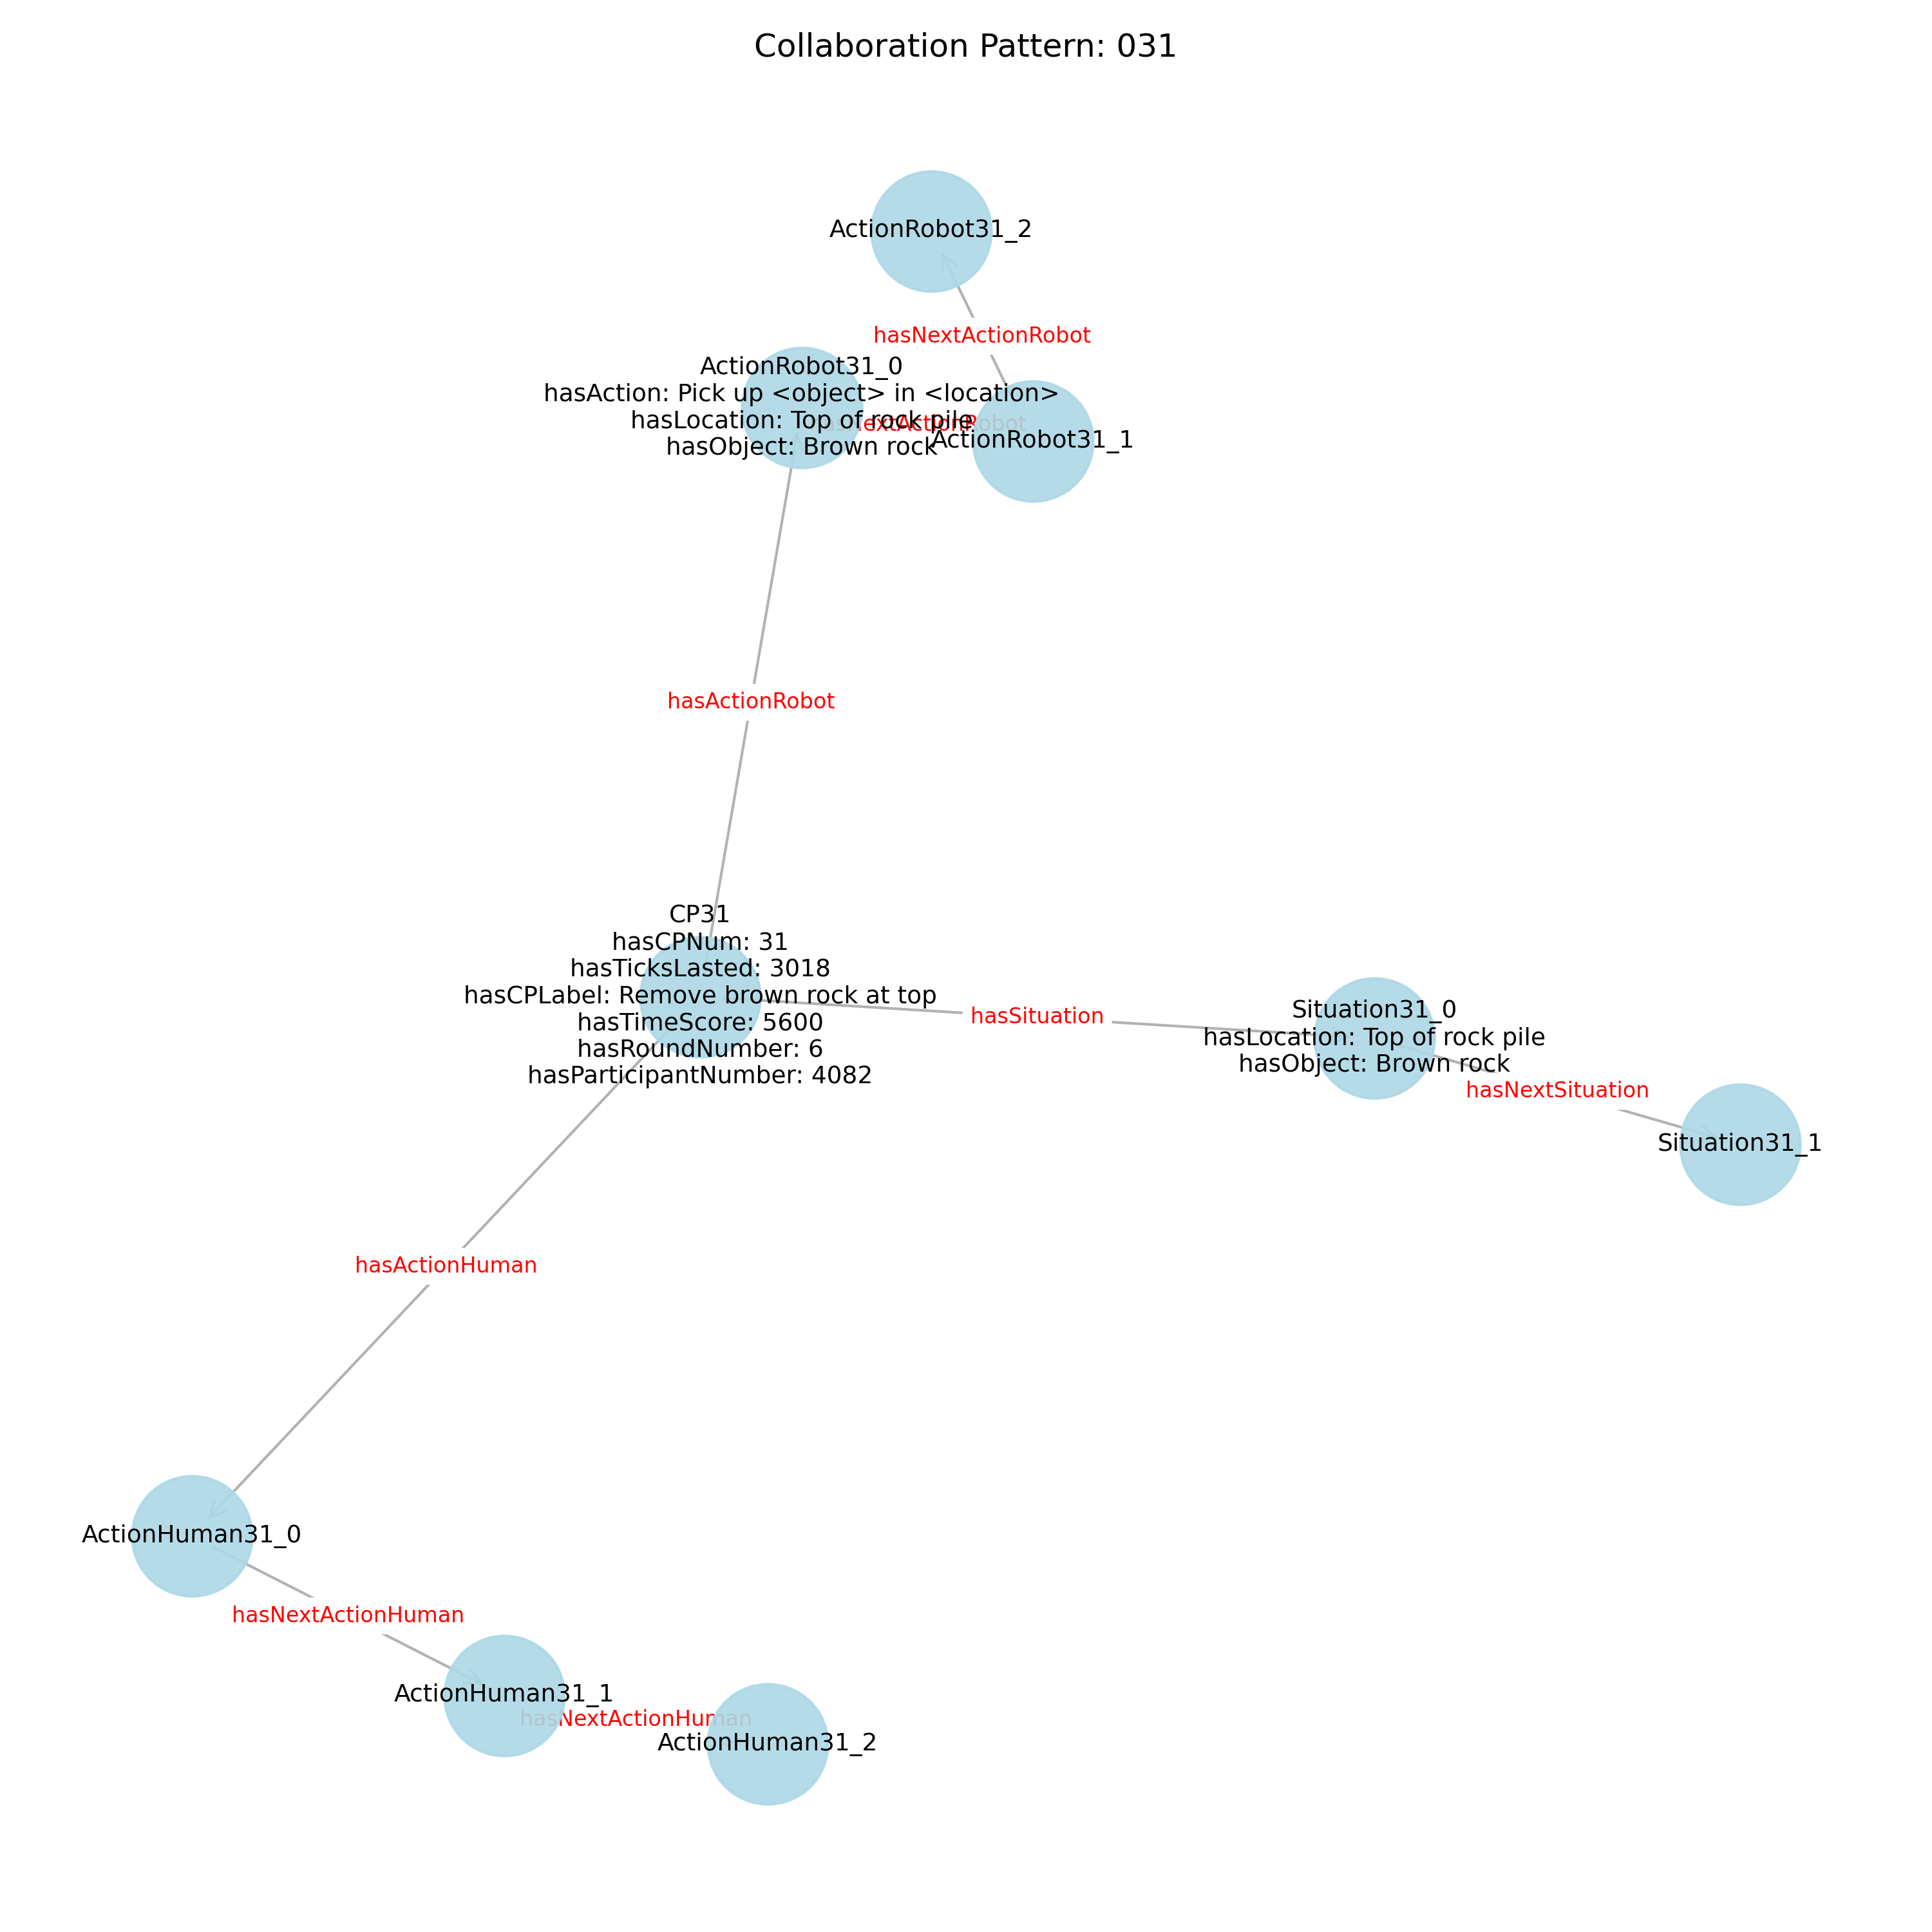 Collaboration Pattern: 031
ActionRobot31_2
hasNextActionRobot
ActionRobot31_0
hasAction: Pick up <object> in <location>
hasLocation: Top of rock pile
hasObject: Brown rock
hasNextActionRobot
ActionRobot31_1
hasActionRobot
CP31
hasCPNum: 31
hasTicksLasted: 3018
hasCPLabel: Remove brown rock at top
hasTimeScore: 5600
hasRoundNumber: 6
hasParticipantNumber: 4082
hasSituation
Situation31_0
hasLocation: Top of rock pile
hasObject: Brown rock
hasNextSituation
Situation31_1
hasActionHuman
ActionHuman31_0
hasNextActionHuman
ActionHuman31_1
hasNextActionHuman
ActionHuman31_2